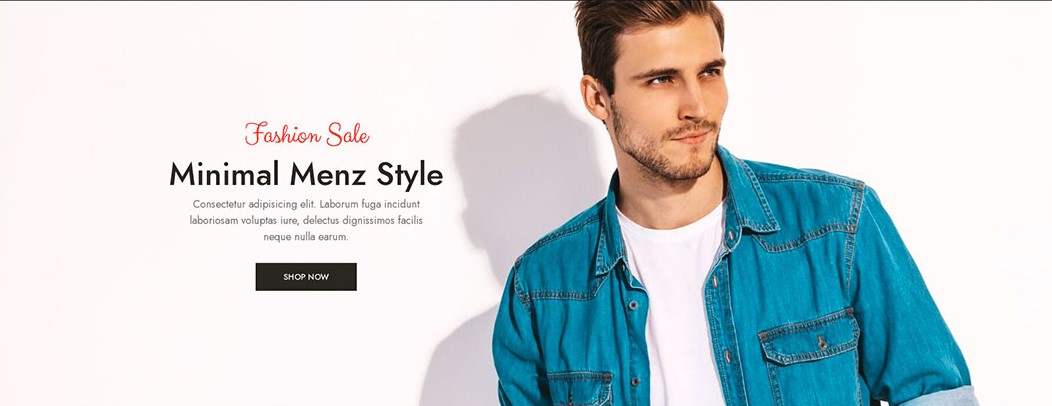 Fashion Sale
Minimal Menz Style
Consectetur adipisicing elit. Laborum fuga incidunt
laboriosam voluptas iure, delectus dignissimos facilis
neque nulla earum.
SHOP NOW